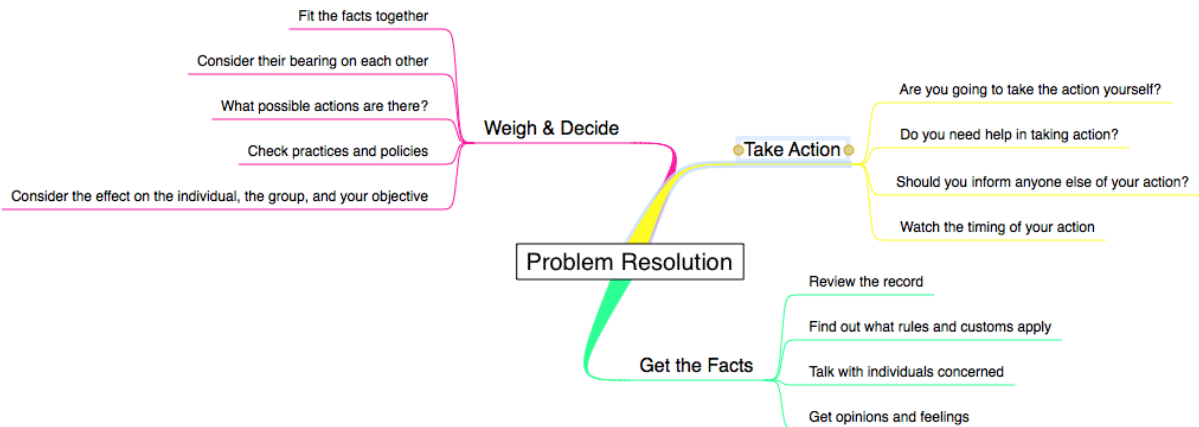 Fit the facts together
Consider their bearing on each other
What possible actions are there?
Check practices and policies
Consider the effect on the individual, the group, and your objective
Weigh & Decide
Take Action
Are you going to take the action yourself?
Do you need help in taking action?
Should you inform anyone else of your action?
Watch the timing of your action
Problem Resolution
Get the Facts
Review the record
Find out what rules and customs apply
Talk with individuals concerned
Get opinions and feelings